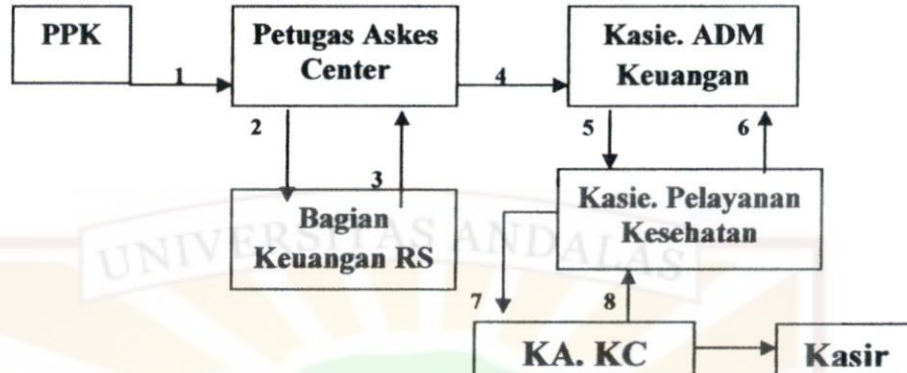 PPK
Petugas Askes
Center
Kasie. ADM
Keuangan
1
4
2
3
5
6
Bagian
Keuangan RS
Kasie. Pelayanan
Kesehatan
UNIVERSITAS ANDALAS
7
8
KA. KC
Kasir